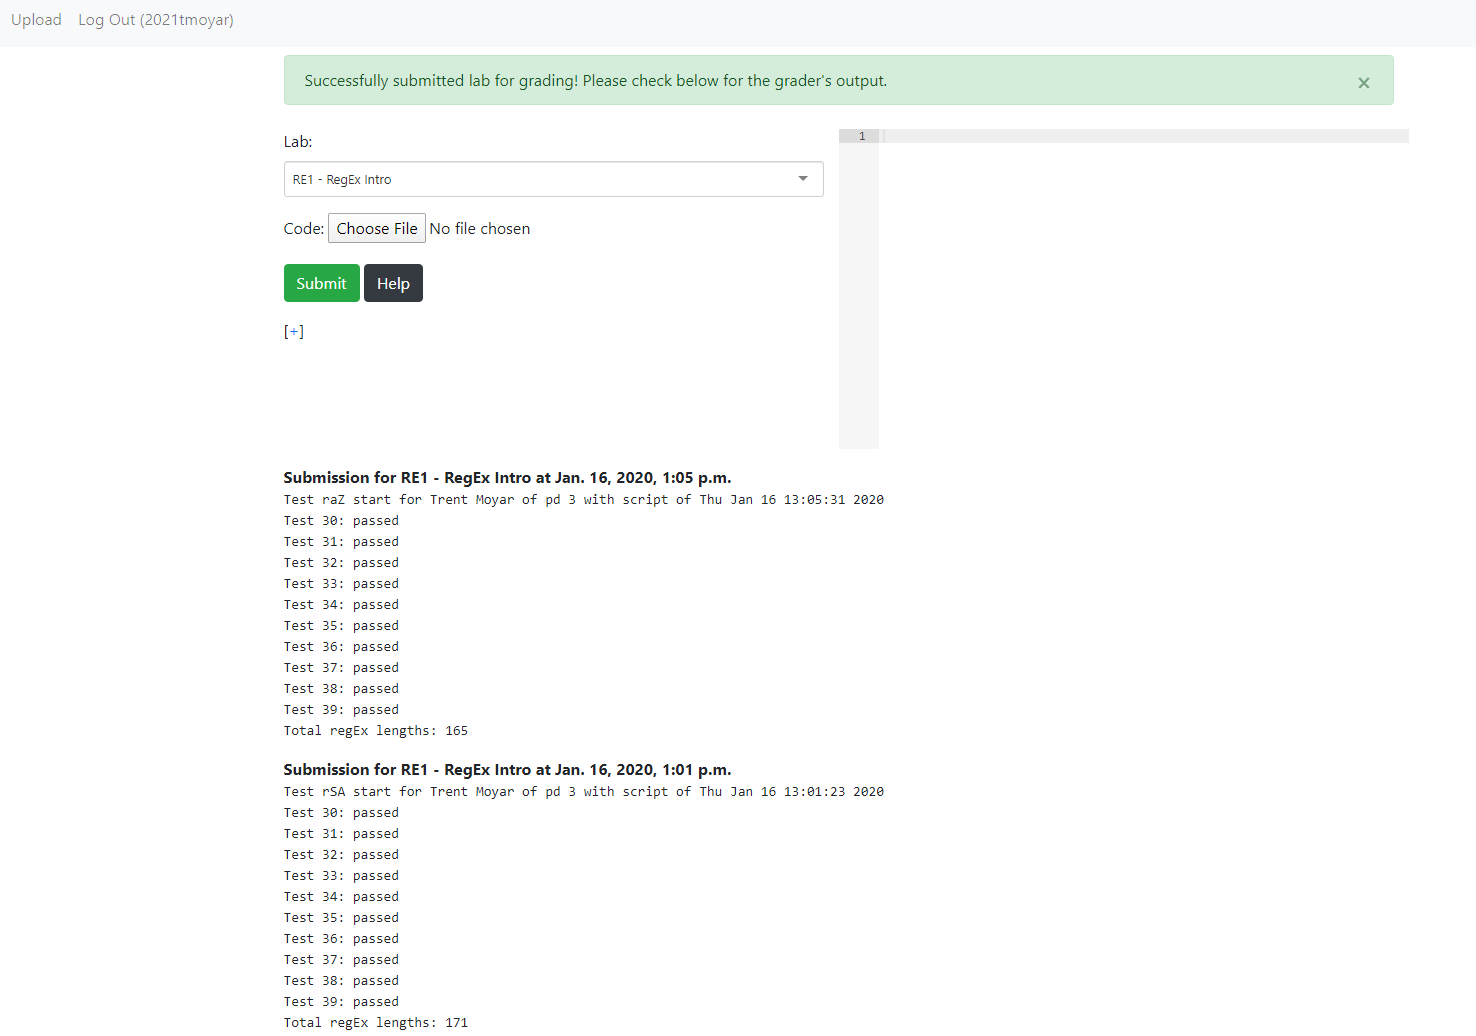 Upload Log Out (2021tmoyar)
Successfully submitted lab for grading! Please check below for the grader's output. ×
Lab:
1
RE1 - RegEx Intro
Code: Choose File No file chosen
Submit Help
[+]
Submission for RE1 - RegEx Intro at Jan. 16, 2020, 1:05 p.m.
Test raZ start for Trent Moyar of pd 3 with script of Thu Jan 16 13:05:31 2020
Test 30: passed
Test 31: passed
Test 32: passed
Test 33: passed
Test 34: passed
Test 35: passed
Test 36: passed
Test 37: passed
Test 38: passed
Test 39: passed
Total regEx lengths: 165
Submission for RE1 - RegEx Intro at Jan. 16, 2020, 1:01 p.m.
Test rSA start for Trent Moyar of pd 3 with script of Thu Jan 16 13:01:23 2020
Test 30: passed
Test 31: passed
Test 32: passed
Test 33: passed
Test 34: passed
Test 35: passed
Test 36: passed
Test 37: passed
Test 38: passed
Test 39: passed
Total regEx lengths: 171